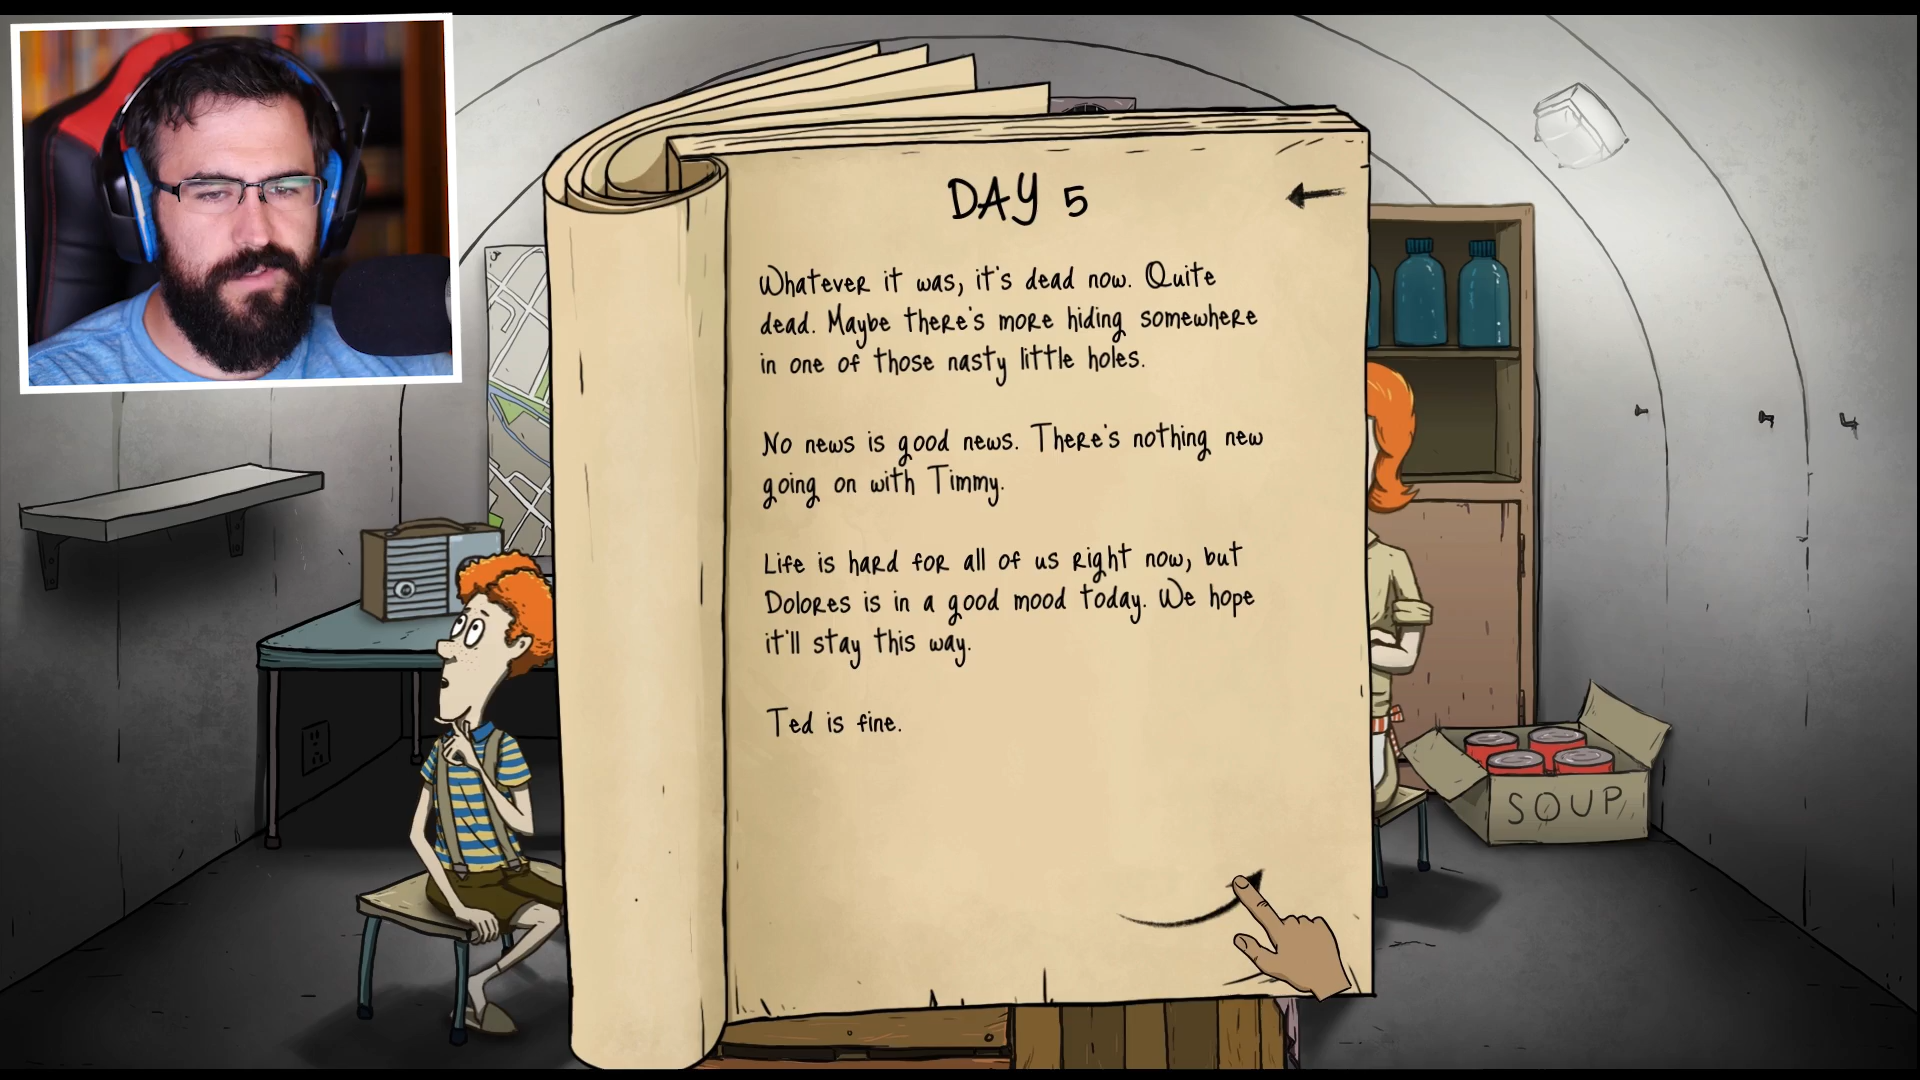 DAY 5
Whatever it was, it's dead now. Quite
dead. Maybe there's more hiding somewhere
in one of those nasty little holes.
No news is good news. There's nothing new
going on with Timmy.
Life is hard for all of us right now, but
Dolores is in a good mood today. We hope
it'll stay this way.
Ted is fine.
SOUP